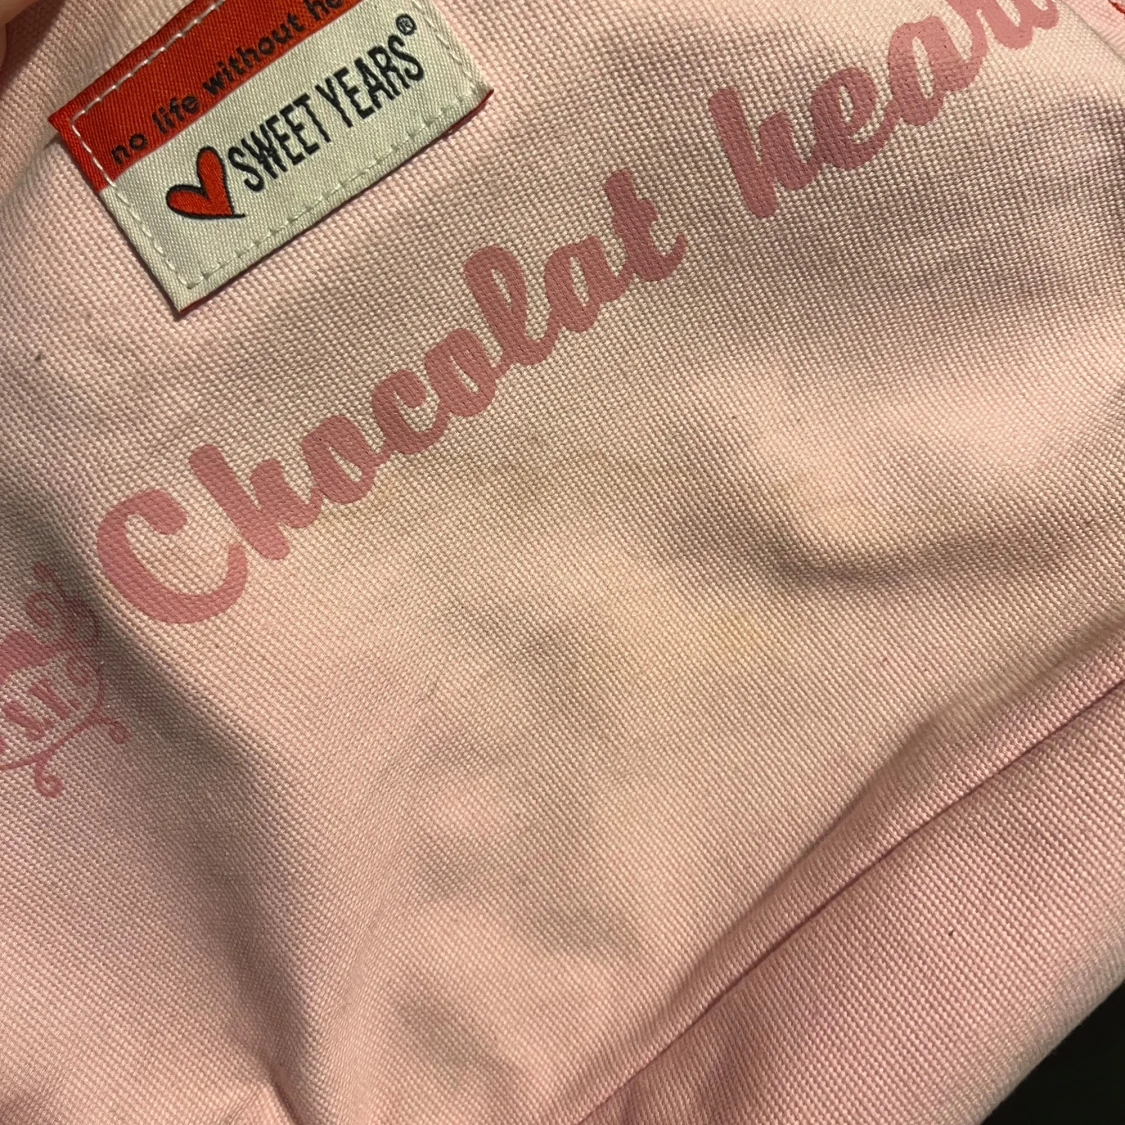 no life without he
SWEET YEARS®
Chocolat heart
S.Y.